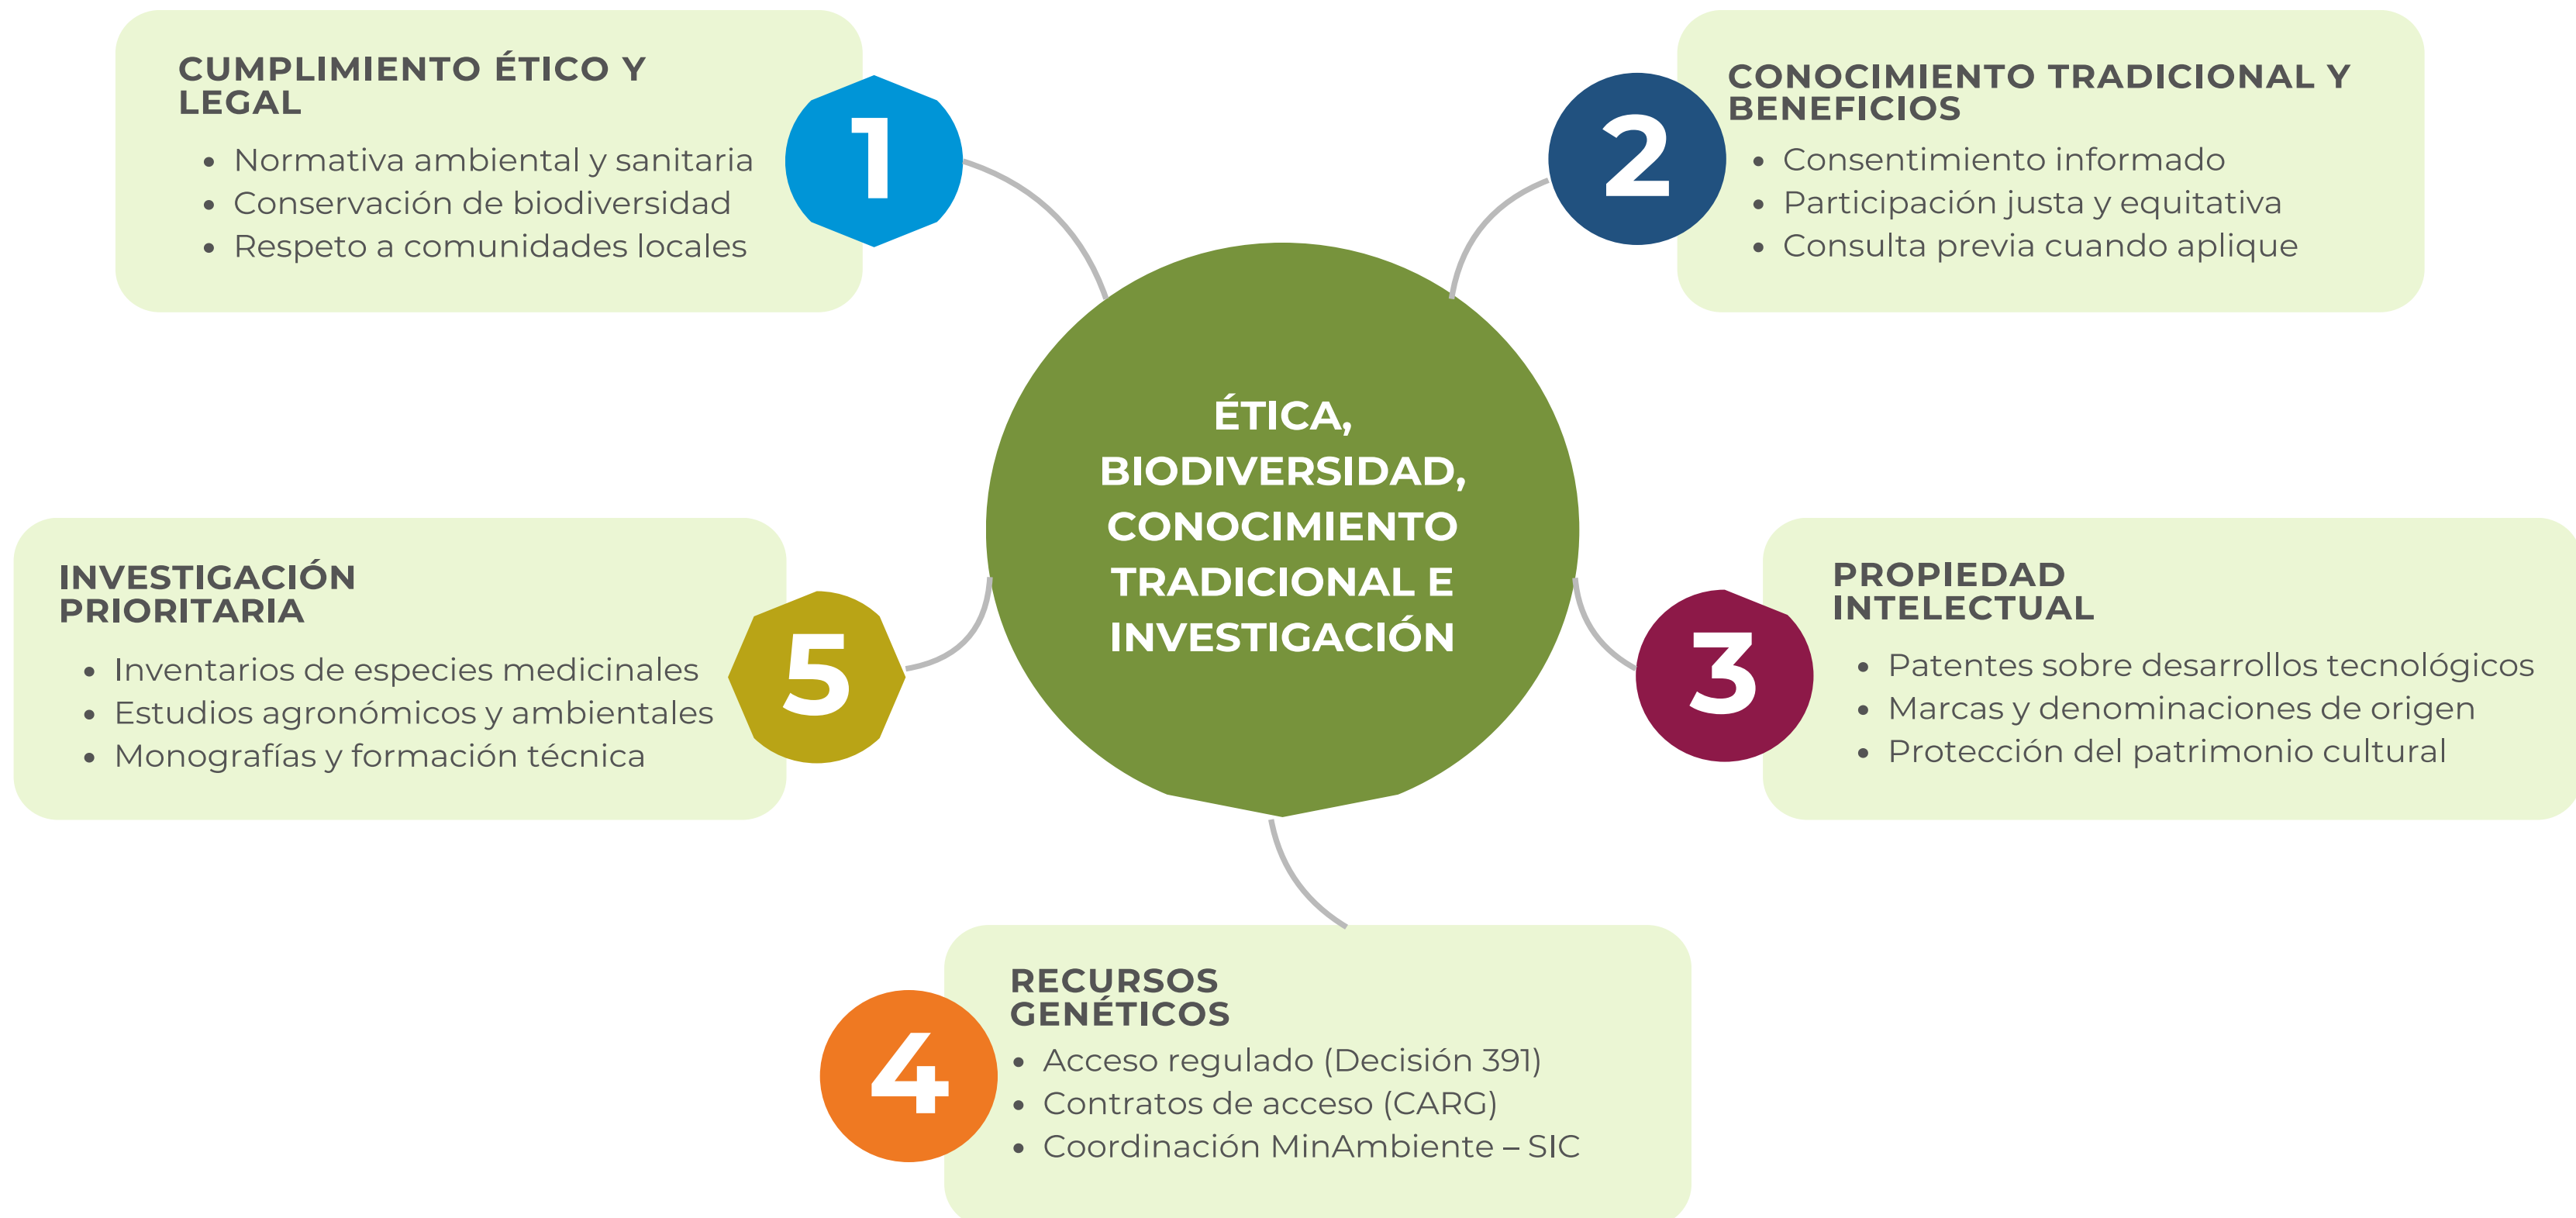 CUMPLIMIENTO ÉTICO Y
LEGAL
• Normativa ambiental y sanitaria
• Conservación de biodiversidad
• Respeto a comunidades locales
1
2
CONOCIMIENTO TRADICIONAL Y
BENEFICIOS
• Consentimiento informado
• Participación justa y equitativa
• Consulta previa cuando aplique
ÉTICA,
BIODIVERSIDAD,
CONOCIMIENTO
TRADICIONAL E
INVESTIGACIÓN
3
PROPIEDAD
INTELECTUAL
• Patentes sobre desarrollos tecnológicos
• Marcas y denominaciones de origen
• Protección del patrimonio cultural
4
RECURSOS
GENÉTICOS
• Acceso regulado (Decisión 391)
• Contratos de acceso (CARG)
• Coordinación MinAmbiente – SIC
INVESTIGACIÓN
PRIORITARIA
• Inventarios de especies medicinales
• Estudios agronómicos y ambientales
• Monografías y formación técnica
5